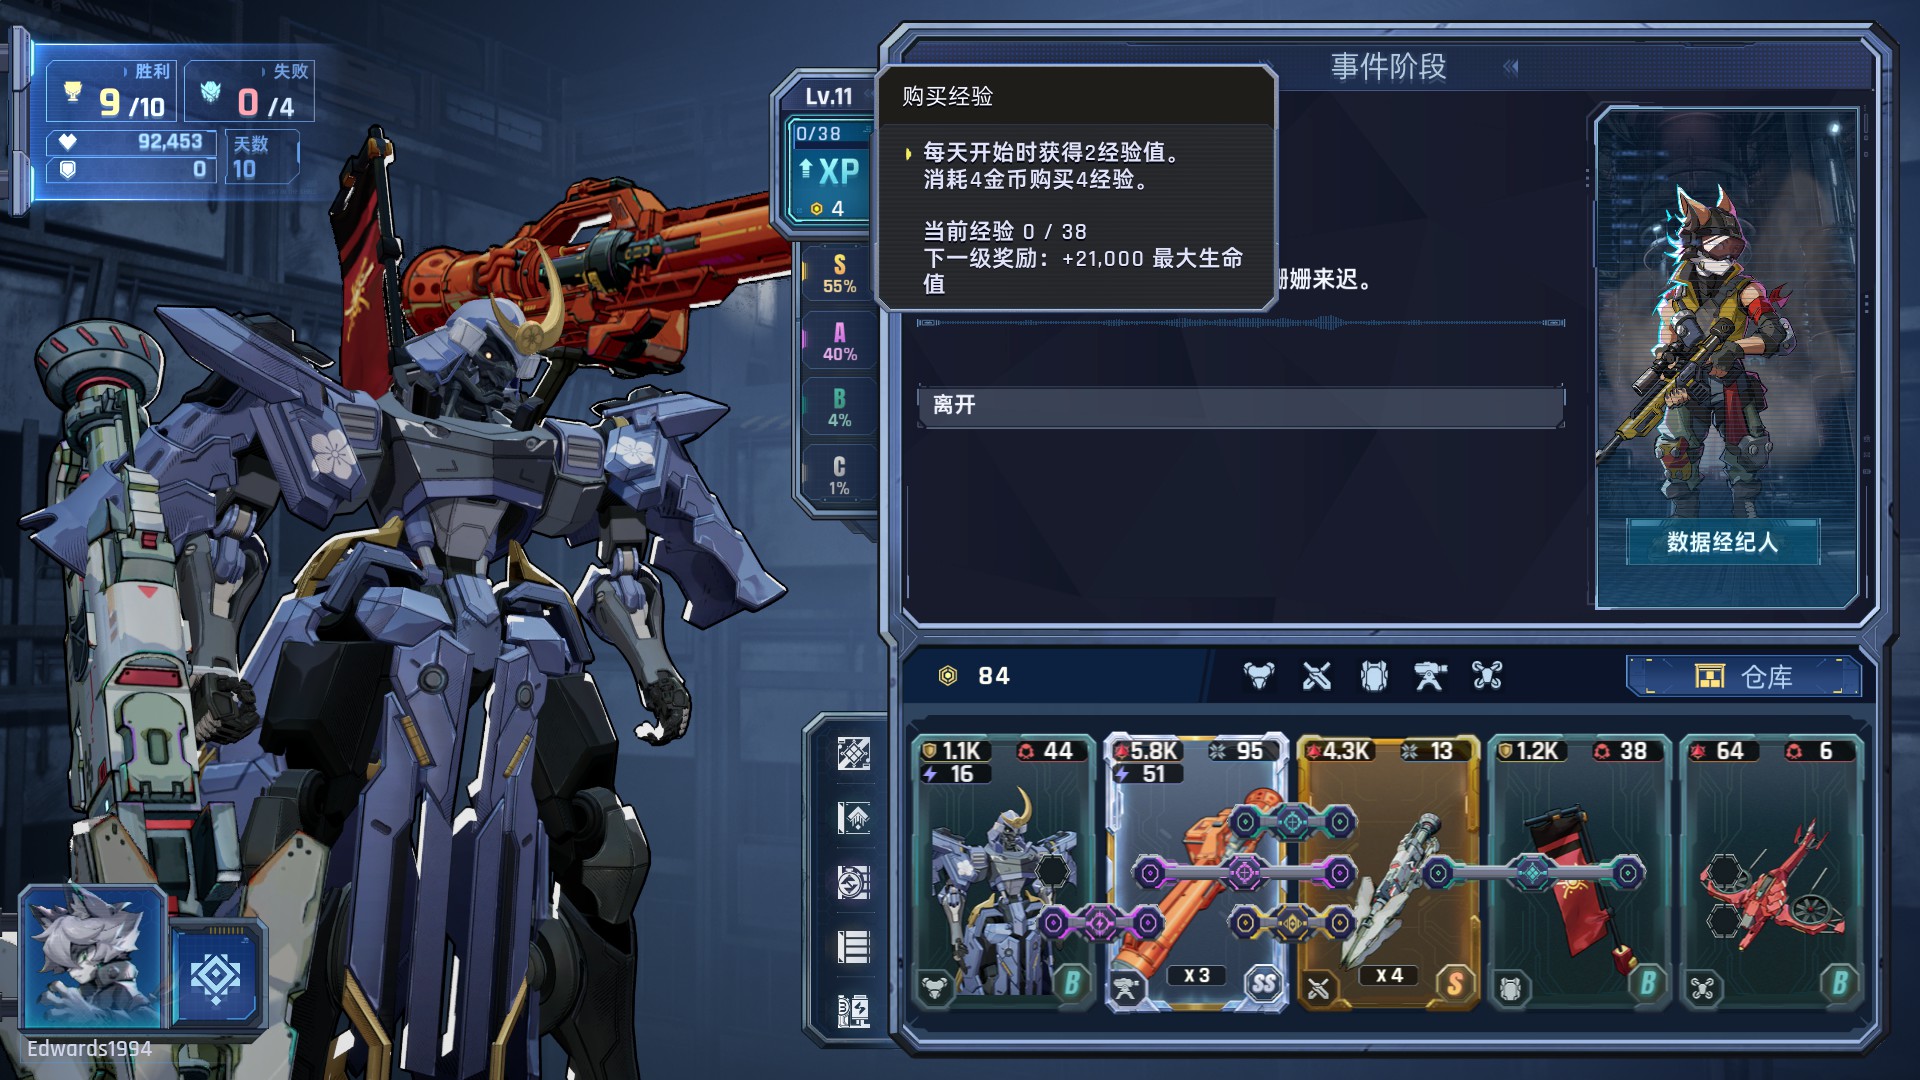 胜利
9/10
失败
0/4
92,453
0
天数
10
Lv.11
0/38
XP
4
S
55%
A
40%
B
4%
C
1%
事件阶段
购买经验
每天开始时获得2经验值。
消耗4金币购买4经验。
当前经验 0 / 38
下一级奖励：+21,000 最大生命
值
姗来迟。
离开
数据经纪人
84
仓库
1.1K
44
16
B
5.8K
95
51
x3
SS
4.3K
13
x4
S
1.2K
38
B
64
6
B
Edwards1994